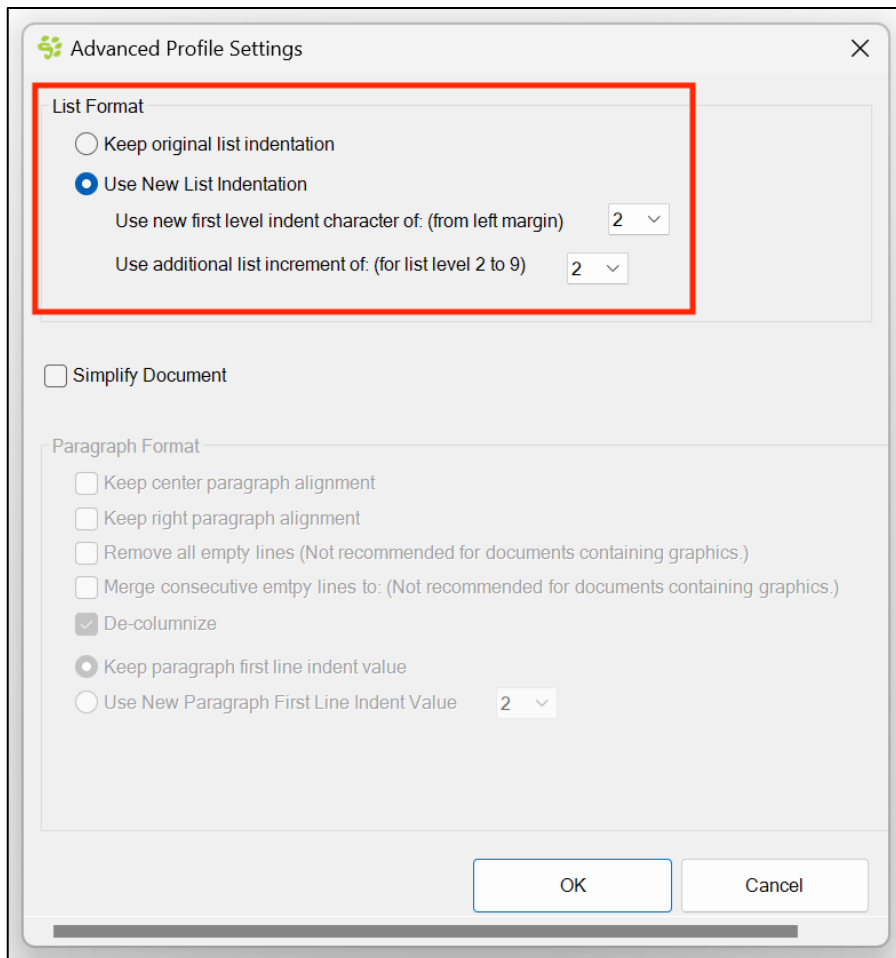 Advanced Profile Settings
List Format
Keep original list indentation
Use New List Indentation
Use new first level indent character of: (from left margin) 2
Use additional list increment of: (for list level 2 to 9) 2
Simplify Document
Paragraph Format
Keep center paragraph alignment
Keep right paragraph alignment
Remove all empty lines (Not recommended for documents containing graphics.)
Merge consecutive emtpy lines to: (Not recommended for documents containing graphics.)
De-columnize
Keep paragraph first line indent value
Use New Paragraph First Line Indent Value 2
OK Cancel